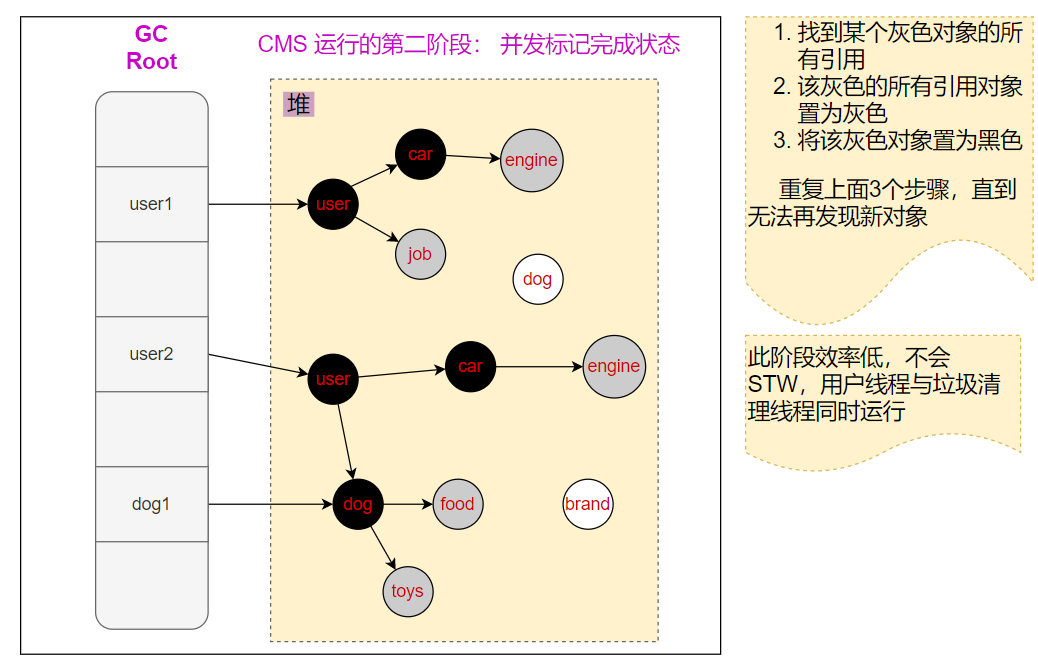 GC
Root
CMS 运行的第二阶段： 并发标记完成状态
堆
car
engine
user1
user
job
dog
user2
user
car
engine
dog1
dog
food
brand
toys
1. 找到某个灰色对象的所
有引用
2. 该灰色的所有引用对象
置为灰色
3. 将该灰色对象置为黑色
重复上面3个步骤，直到
无法再发现新对象
此阶段效率低，不会
STW，用户线程与垃圾清
理线程同时运行